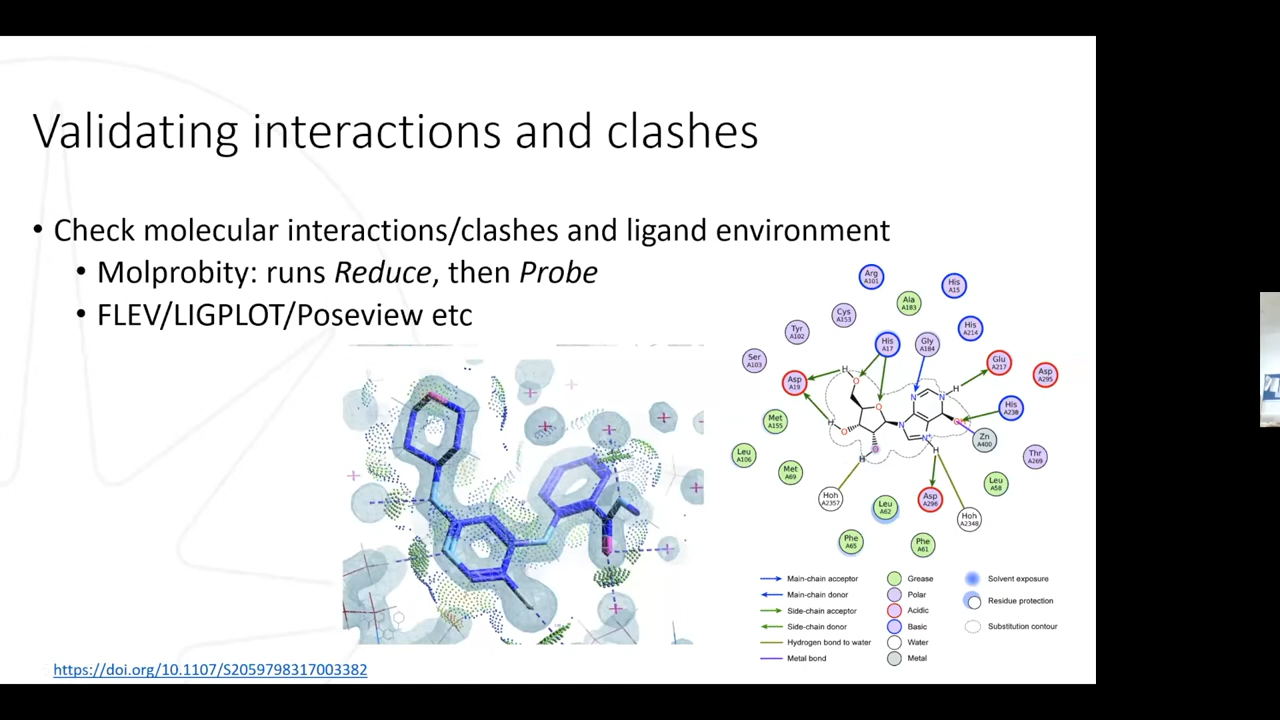 Validating interactions and clashes
• Check molecular interactions/clashes and ligand environment
• Molprobity: runs Reduce, then Probe
• FLEV/LIGPLOT/Poseview etc
Arg
A101
His
A15
Ala
A183
Cys
A153
His
A214
Tyr
A102
His
A17
Gly
A184
Ser
A103
Glu
A217
Asp
A295
Asp
A19
H
O
N
N
H
His
A238
O
O
Met
A155
H
O
N
N+
Zn
A400
Leu
A106
H
H
Thr
A269
Met
A69
Leu
A58
Hoh
A2357
Leu
A62
Asp
A296
Hoh
A2348
Phe
A65
Phe
A61
Main-chain acceptor
Grease
Solvent exposure
Main-chain donor
Polar
Residue protection
Side-chain acceptor
Acidic
Side-chain donor
Basic
Substitution contour
Hydrogen bond to water
Water
Metal bond
Metal
https://doi.org/10.1107/S2059798317003382